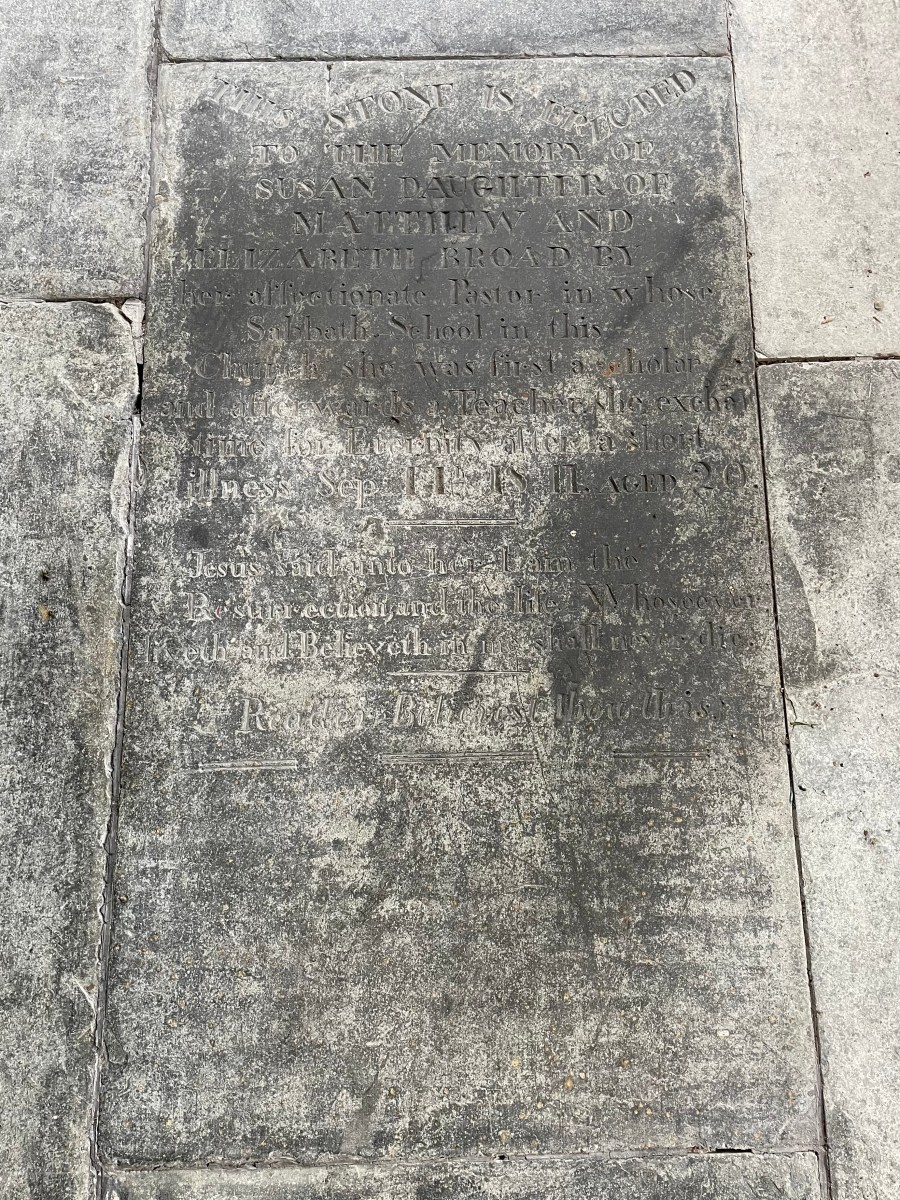 THIS STONE IS ERECTED
TO THE MEMORY OF
SUSAN DAUGHTER OF
MATTHEW AND
ELIZABETH BROAD BY
her affectionate Pastor in whose
Sabbath School in this
Church she was first a scholar
and afterwards a Teacher she excha
time for Eternity after a short
illness Sep. AGED 20.
Jesus said unto her I am the
Resurrection, and the life Whosoever
liveth and Believeth in me shall never die
Reader Believest thou this?